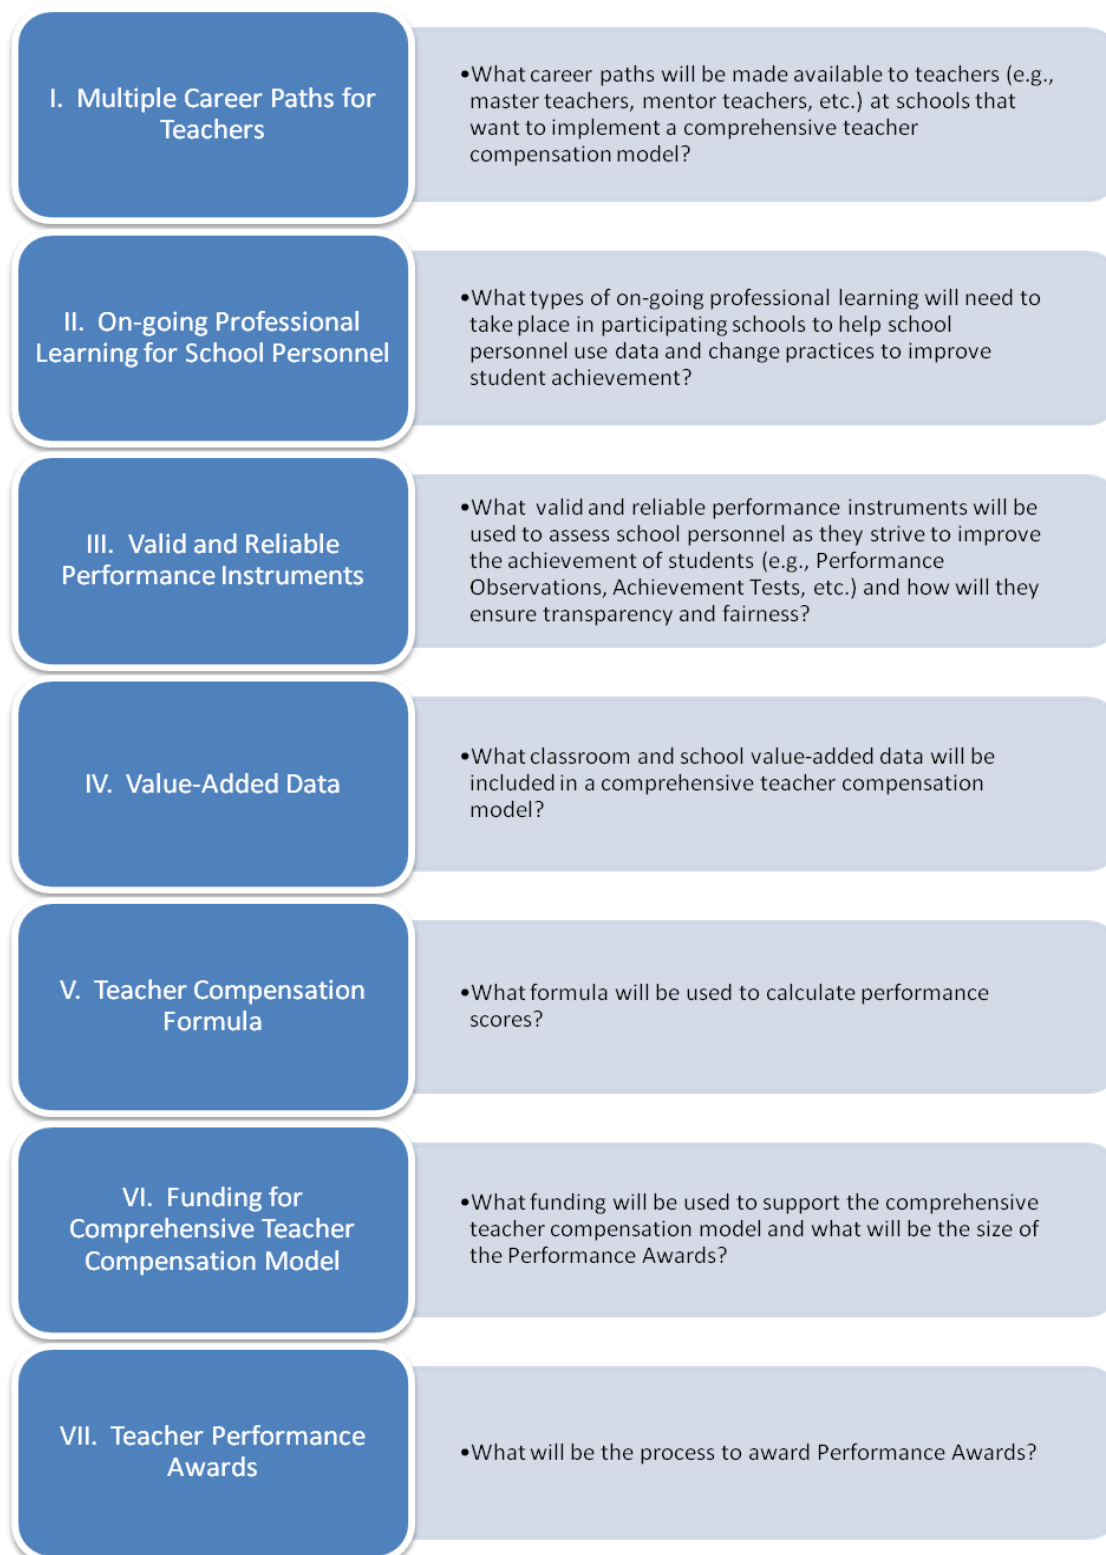 I. Multiple Career Paths for
Teachers
•What career paths will be made available to teachers (e.g.,
master teachers, mentor teachers, etc.) at schools that
want to implement a comprehensive teacher
compensation model?
II. On-going Professional
Learning for School Personnel
•What types of on-going professional learning will need to
take place in participating schools to help school
personnel use data and change practices to improve
student achievement?
III. Valid and Reliable
Performance Instruments
•What valid and reliable performance instruments will be
used to assess school personnel as they strive to improve
the achievement of students (e.g., Performance
Observations, Achievement Tests, etc.) and how will they
ensure transparency and fairness?
IV. Value-Added Data
•What classroom and school value-added data will be
included in a comprehensive teacher compensation
model?
V. Teacher Compensation
Formula
•What formula will be used to calculate performance
scores?
VI. Funding for
Comprehensive Teacher
Compensation Model
•What funding will be used to support the comprehensive
teacher compensation model and what will be the size of
the Performance Awards?
VII. Teacher Performance
Awards
•What will be the process to award Performance Awards?